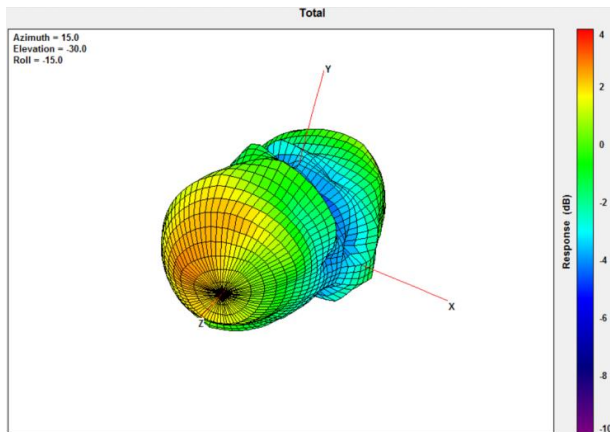 Total
Azimuth = 15.0
Elevation = -30.0
Roll = -15.0
Y
X
Z
4
2
0
-2
-4
-6
-8
-10
Response (dB)